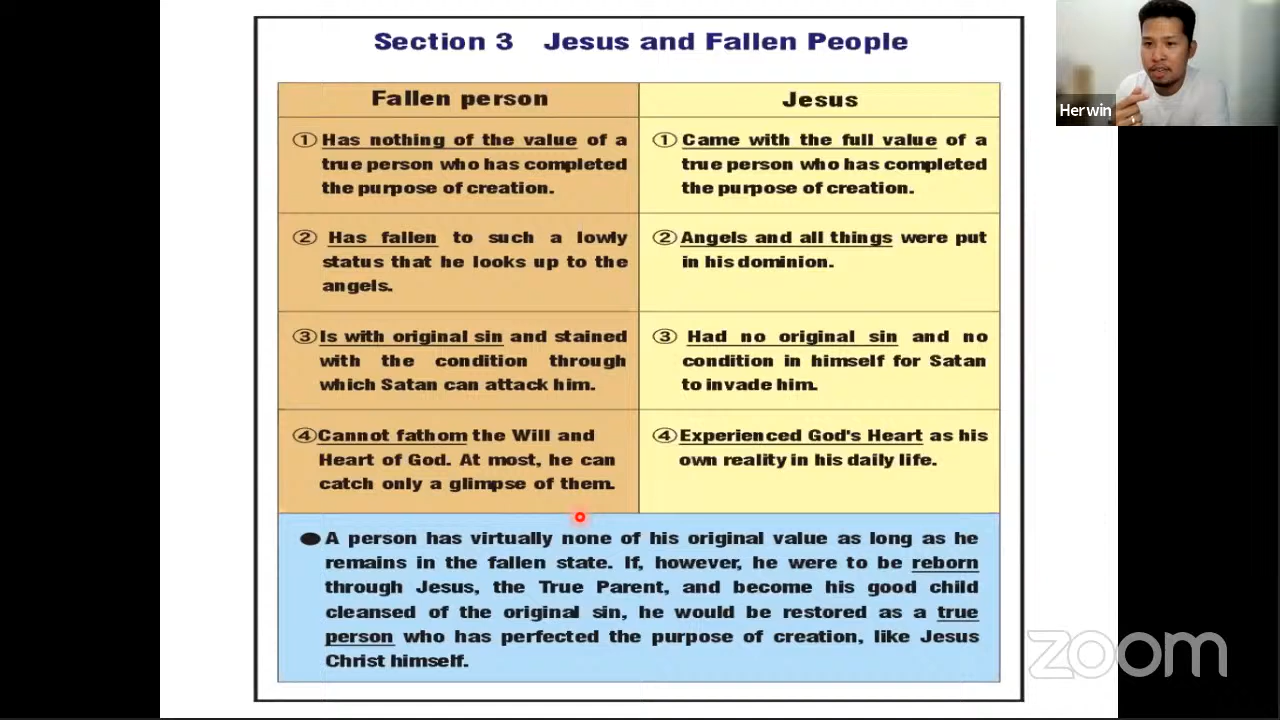 Section 3 Jesus and Fallen People
Herwin
Fallen person
Jesus
① Has nothing of the value of a
true person who has completed
the purpose of creation.
① Came with the full value of a
true person who has completed
the purpose of creation.
② Has fallen to such a lowly
status that he looks up to the
angels.
② Angels and all things were put
in his dominion.
③ Is with original sin and stained
with the condition through
which Satan can attack him.
③ Had no original sin and no
condition in himself for Satan
to invade him.
④ Cannot fathom the Will and
Heart of God. At most, he can
catch only a glimpse of them.
④ Experienced God's Heart as his
own reality in his daily life.
● A person has virtually none of his original value as long as he
remains in the fallen state. If, however, he were to be reborn
through Jesus, the True Parent, and become his good child
cleansed of the original sin, he would be restored as a true
person who has perfected the purpose of creation, like Jesus
Christ himself.
zoom